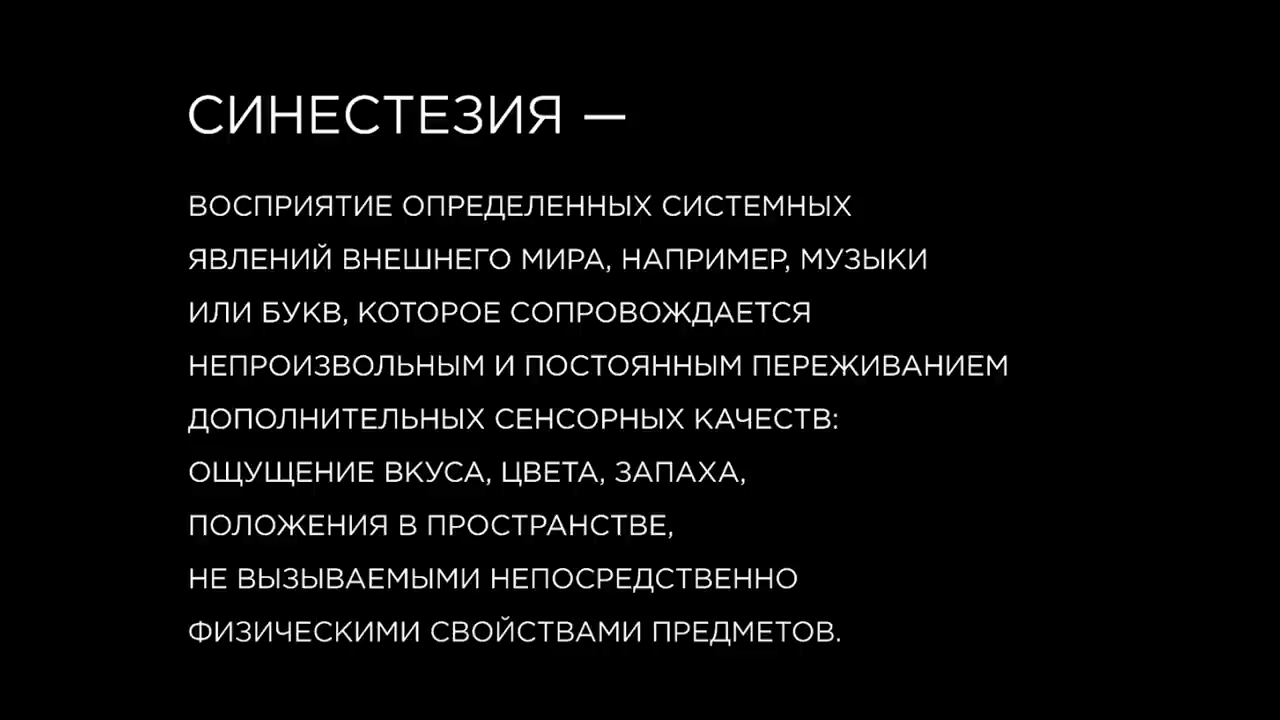 СИНЕСТЕЗИЯ —
ВОСПРИЯТИЕ ОПРЕДЕЛЕННЫХ СИСТЕМНЫХ
ЯВЛЕНИЙ ВНЕШНЕГО МИРА, НАПРИМЕР, МУЗЫКИ
ИЛИ БУКВ, КОТОРОЕ СОПРОВОЖДАЕТСЯ
НЕПРОИЗВОЛЬНЫМ И ПОСТОЯННЫМ ПЕРЕЖИВАНИЕМ
ДОПОЛНИТЕЛЬНЫХ СЕНСОРНЫХ КАЧЕСТВ:
ОЩУЩЕНИЕ ВКУСА, ЦВЕТА, ЗАПАХА,
ПОЛОЖЕНИЯ В ПРОСТРАНСТВЕ,
НЕ ВЫЗЫВАЕМЫМИ НЕПОСРЕДСТВЕННО
ФИЗИЧЕСКИМИ СВОЙСТВАМИ ПРЕДМЕТОВ.